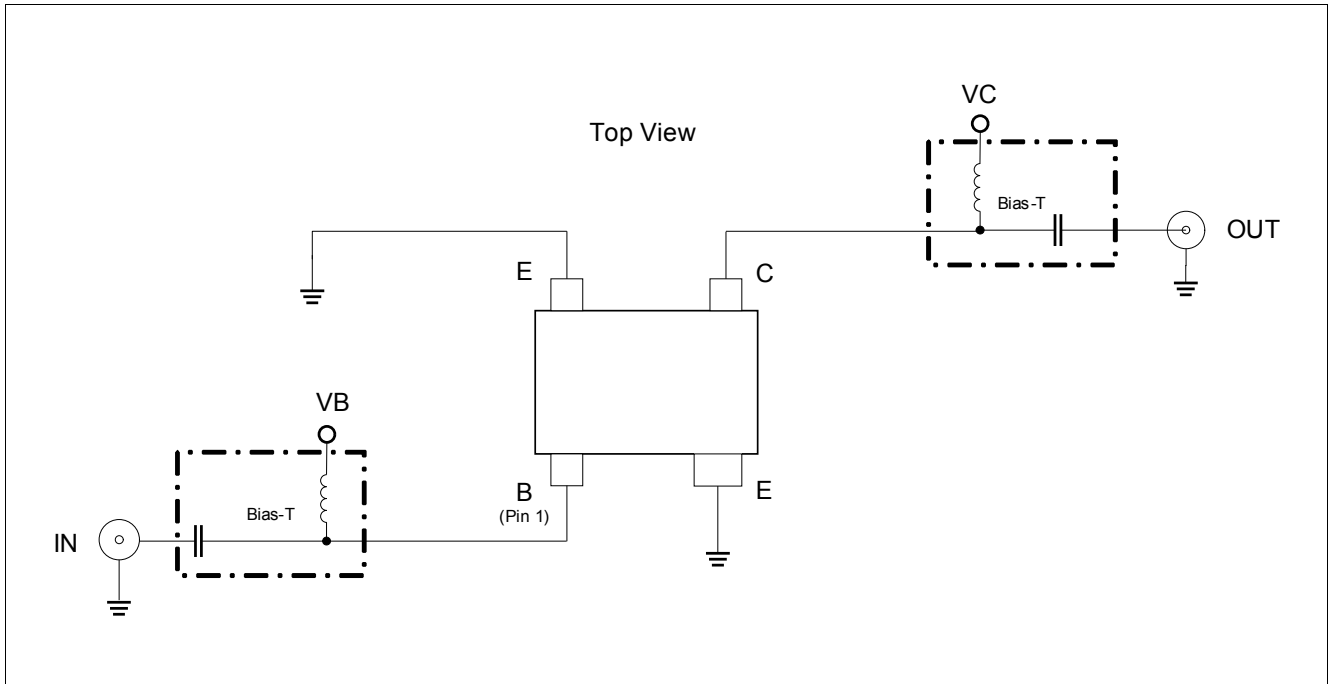 VC
Top View
Bias-T
OUT
E
C
VB
B
(Pin 1)
E
Bias-T
IN